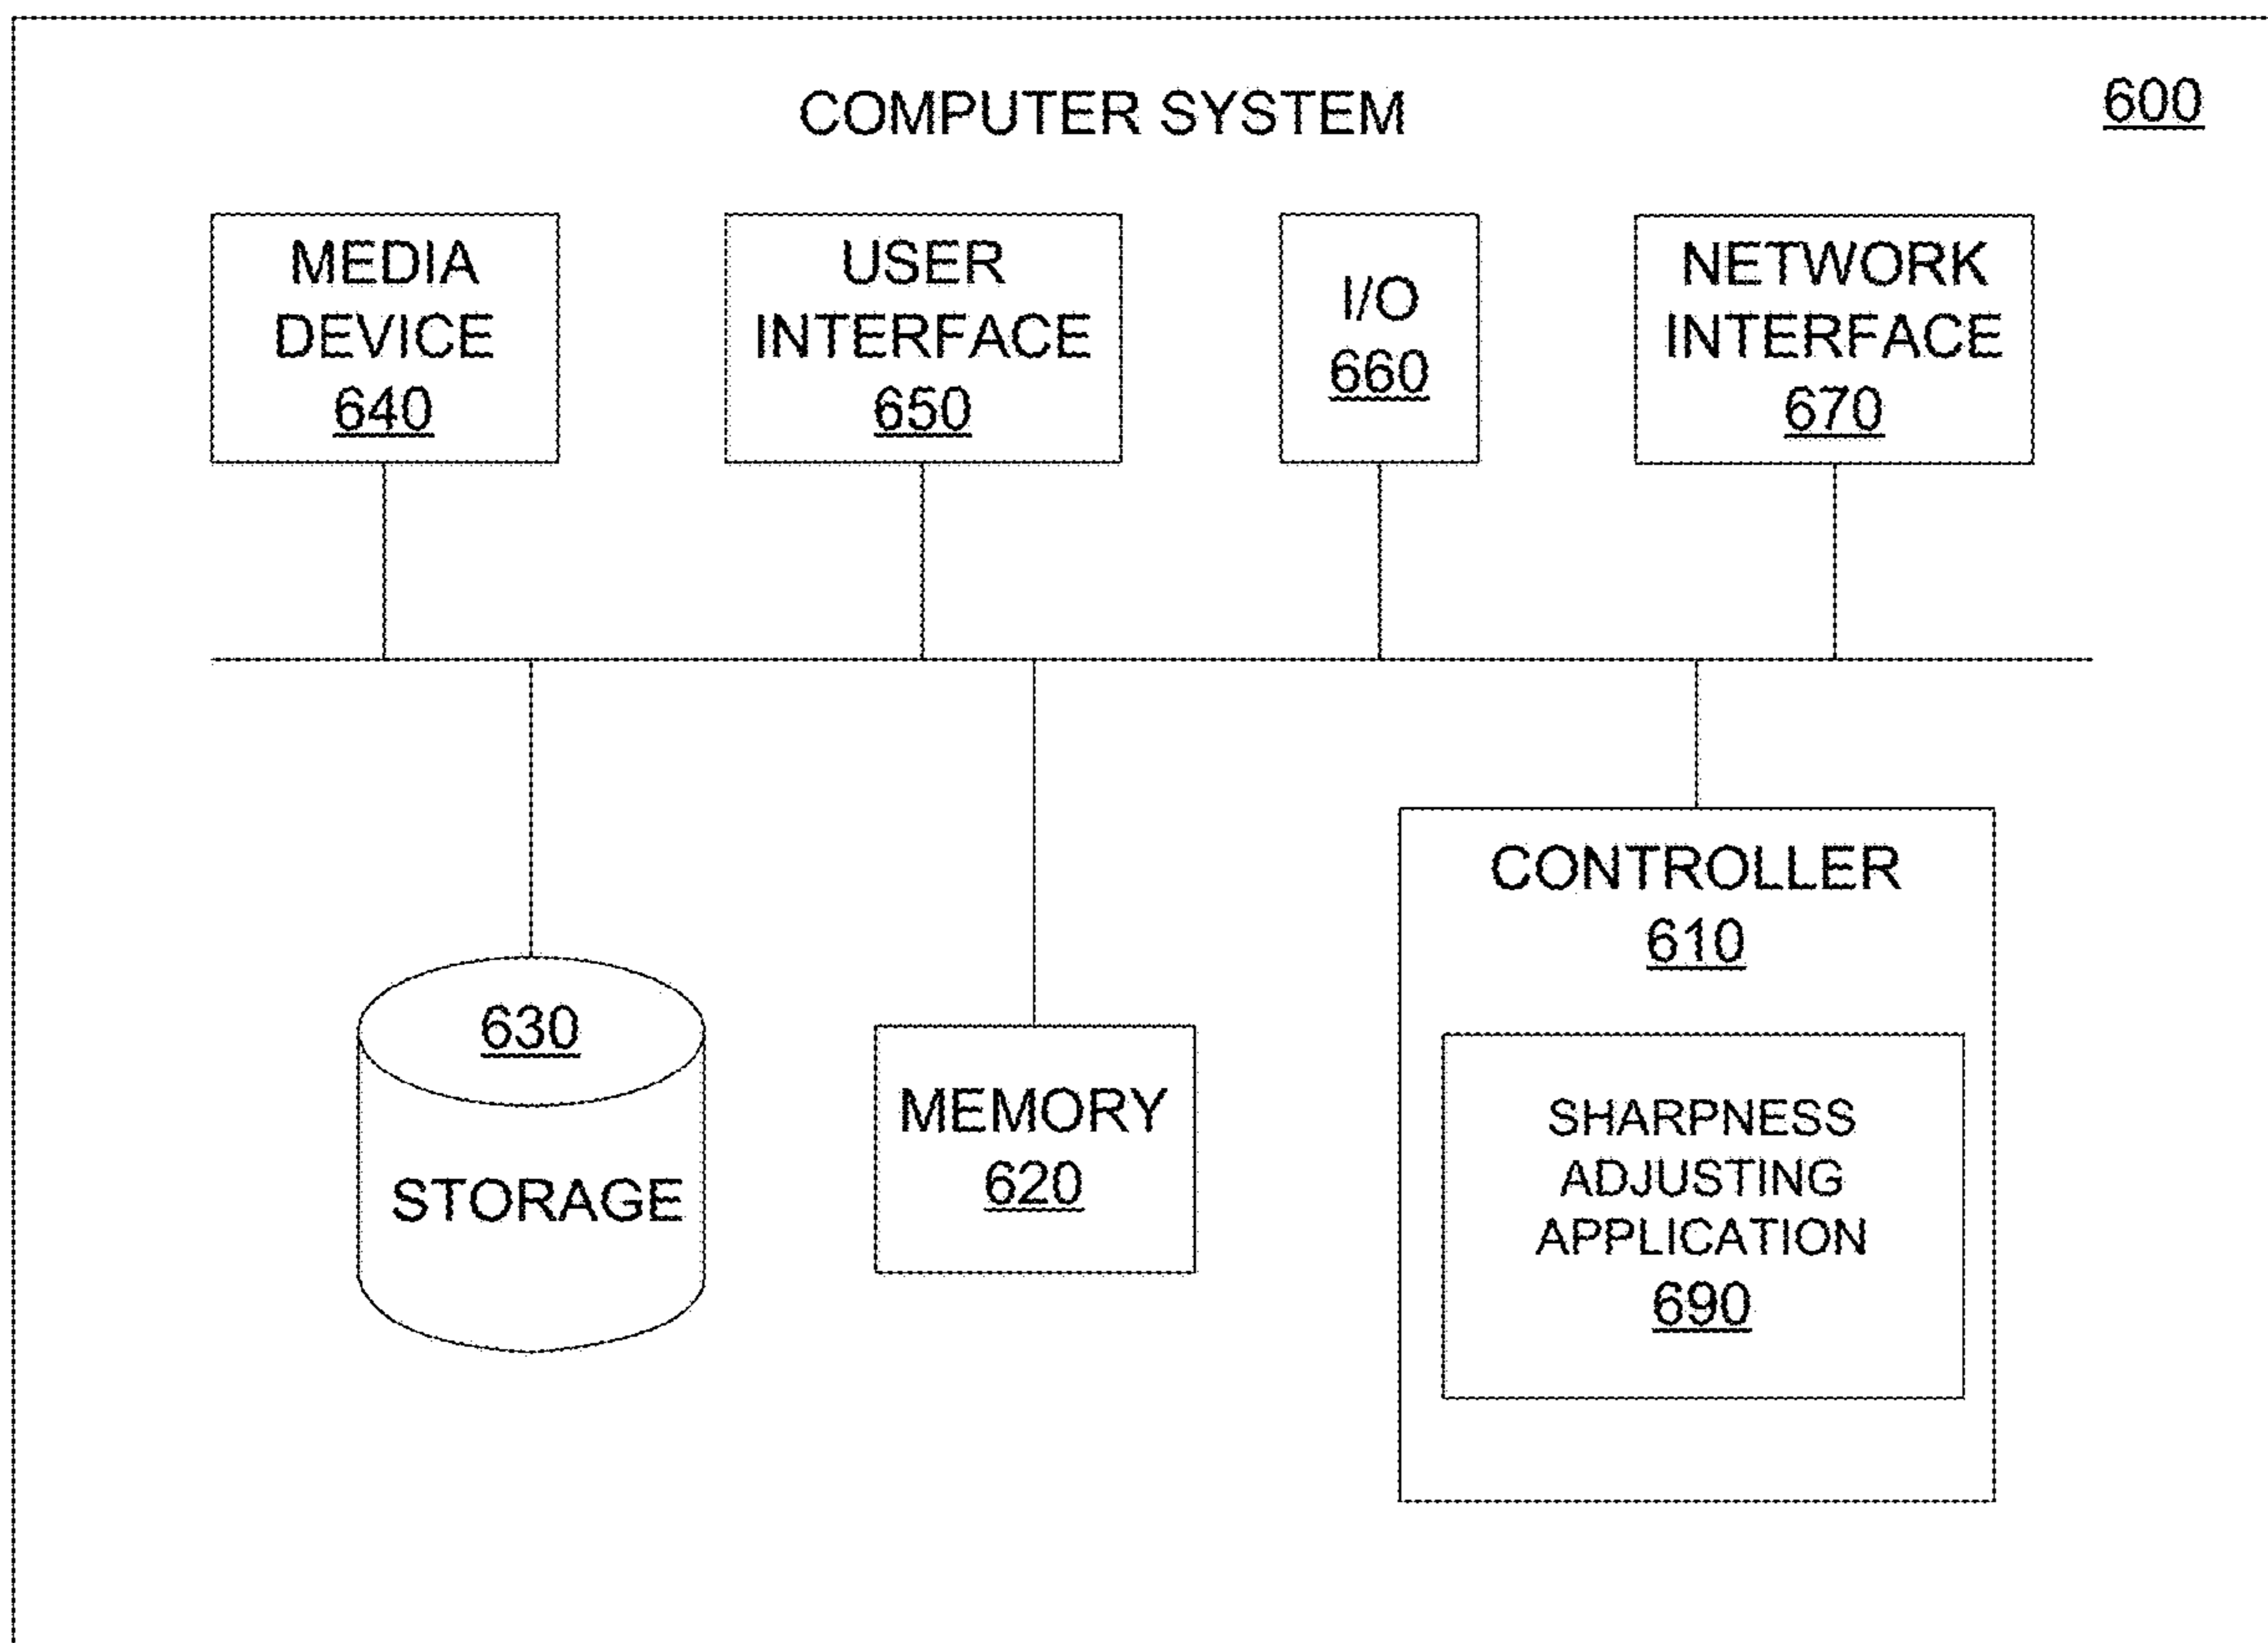 COMPUTER SYSTEM
600
MEDIA
DEVICE
640
USER
INTERFACE
650
I/O
660
NETWORK
INTERFACE
670
630
STORAGE
MEMORY
620
CONTROLLER
610
SHARPNESS
ADJUSTING
APPLICATION
690